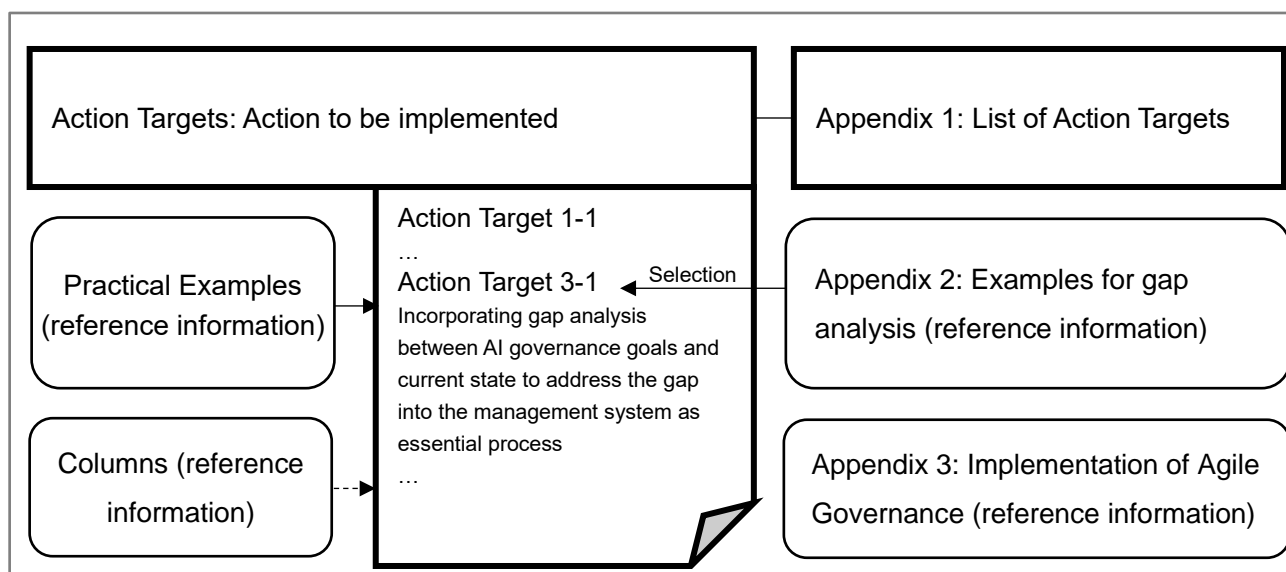 Action Targets: Action to be implemented
Appendix 1: List of Action Targets
Practical Examples
(reference information)
Columns (reference
information)
Action Target 1-1
…
Action Target 3-1
Incorporating gap analysis
between AI governance goals and
current state to address the gap
into the management system as
essential process
…
Selection
Appendix 2: Examples for gap
analysis (reference information)
Appendix 3: Implementation of Agile
Governance (reference information)